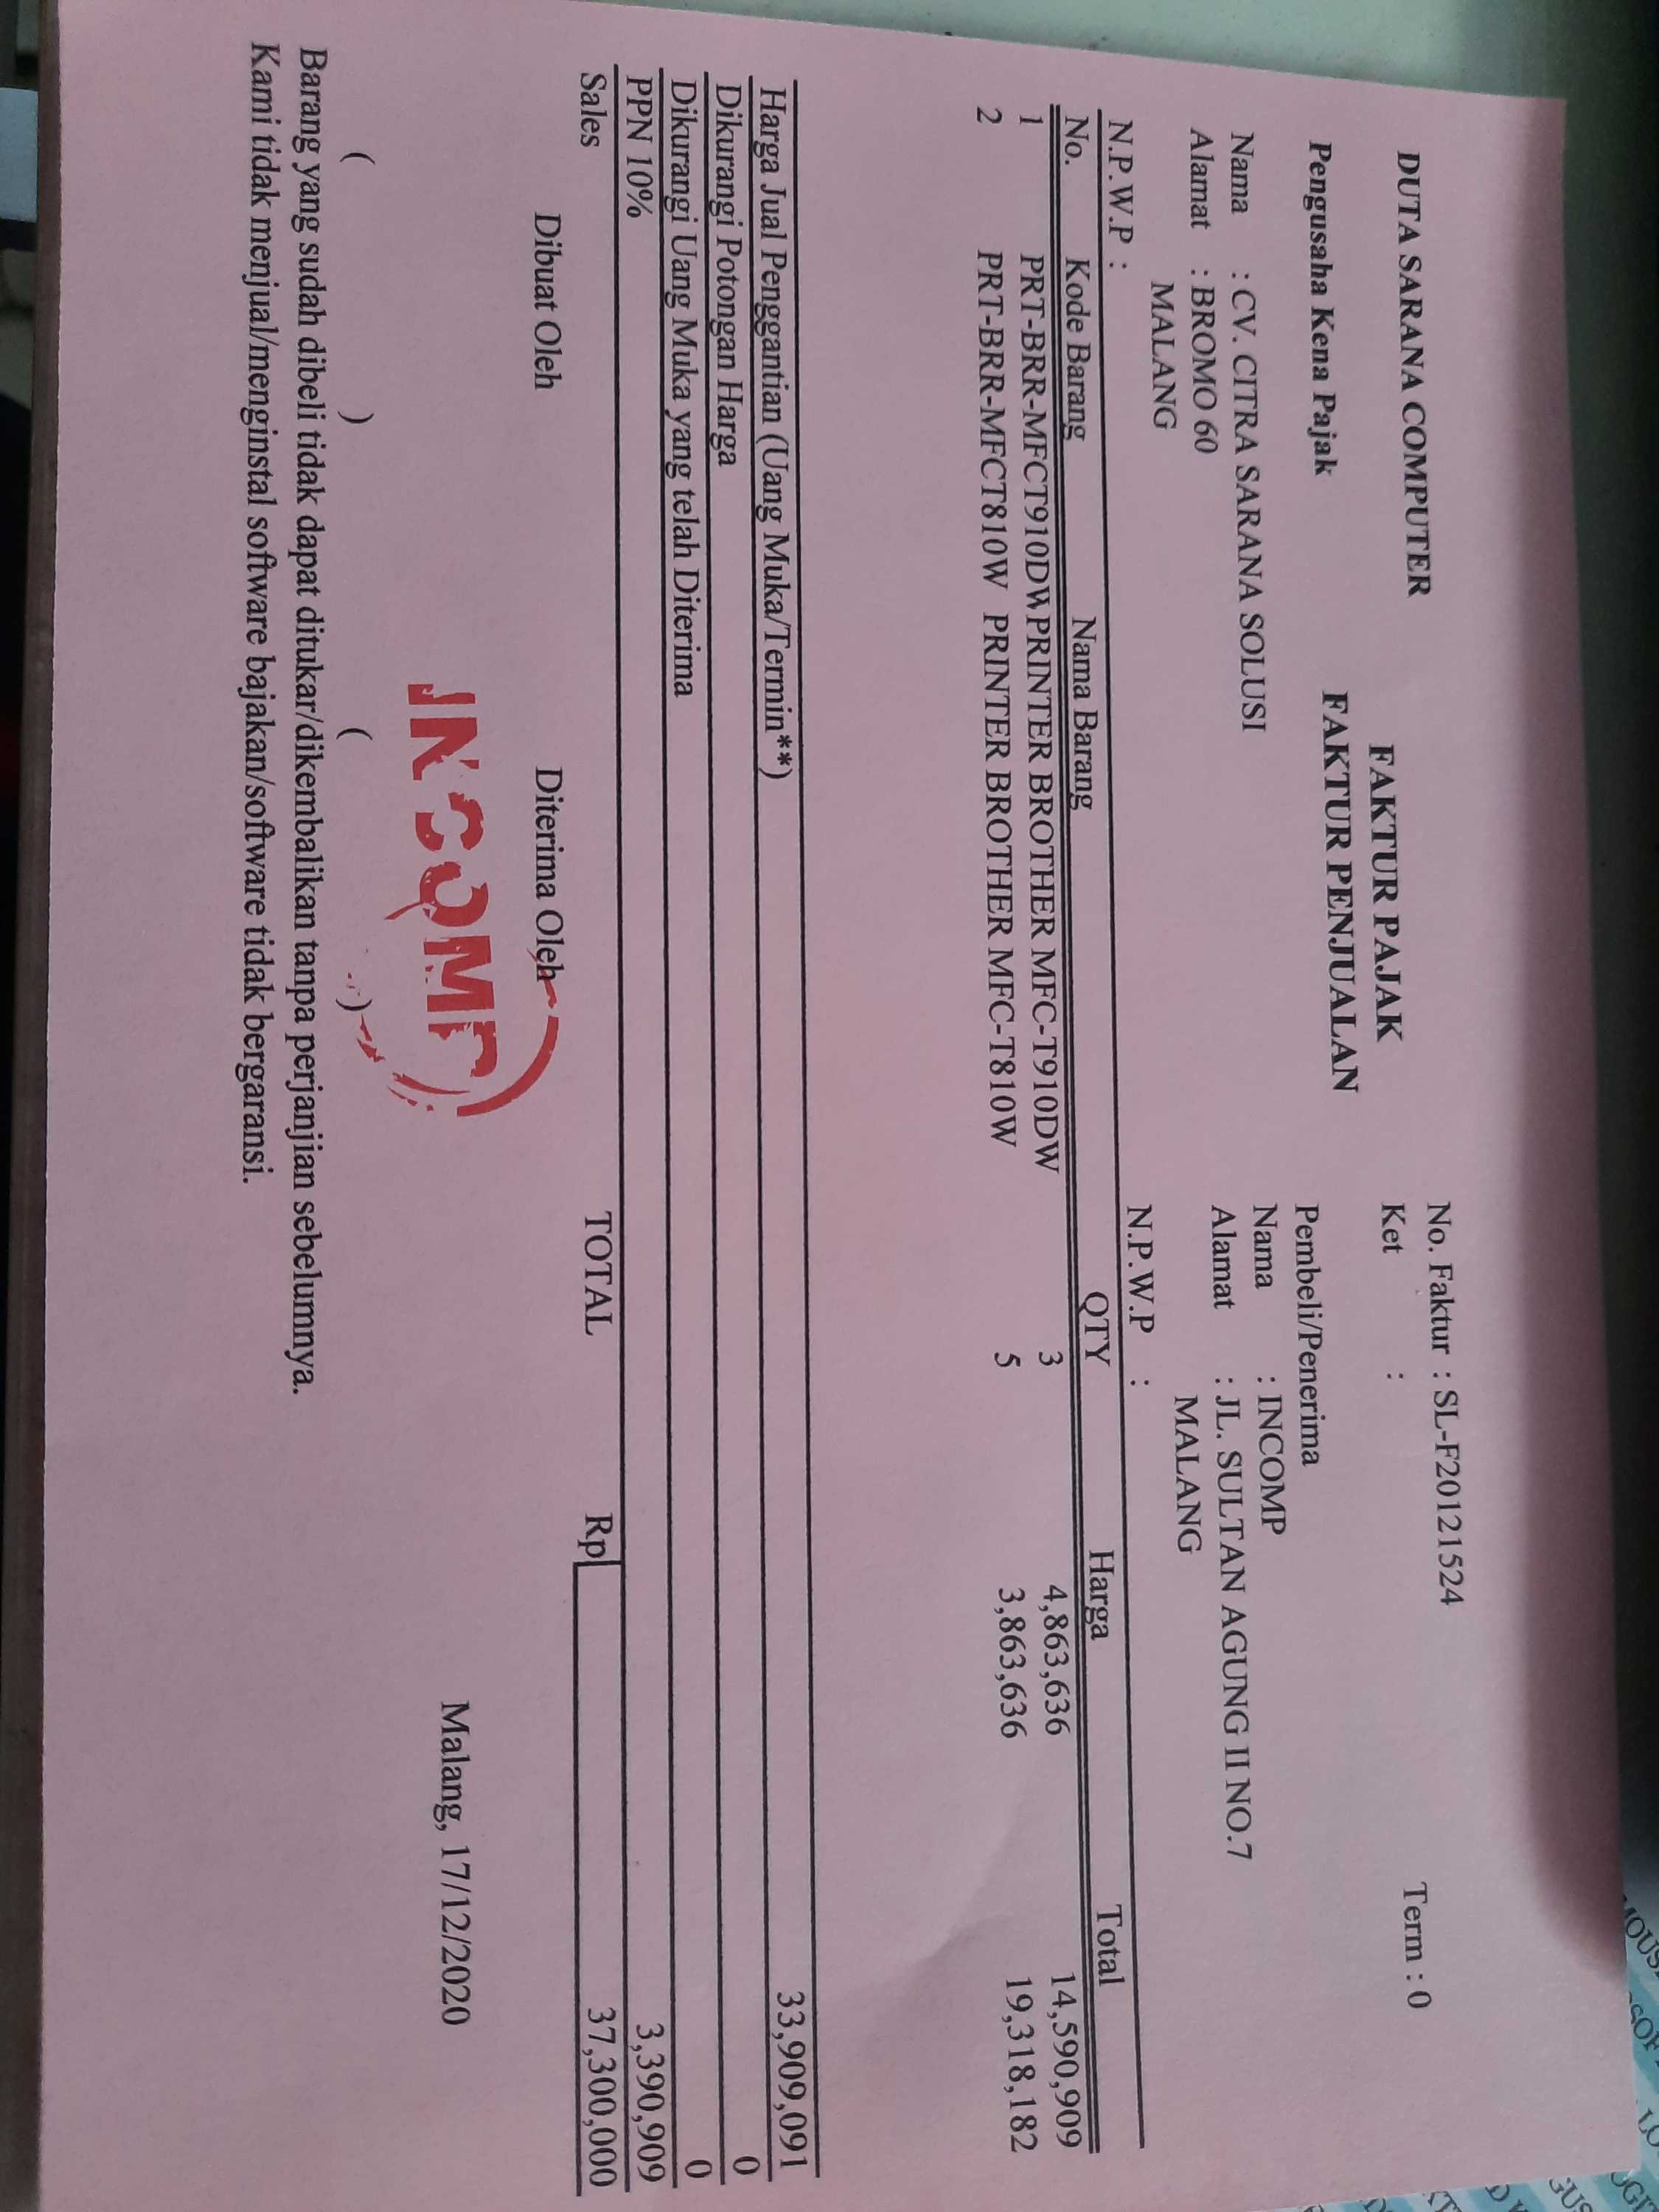 DUTA SARANA COMPUTER
No. Faktur : SL-F20121524
Term : 0
FAKTUR PAJAK
Ket :
FAKTUR PENJUALAN
Pengusaha Kena Pajak
Pembeli/Penerima
Nama : CV. CITRA SARANA SOLUSI
Nama : INCOMP
Alamat : BROMO 60
Alamat : JL. SULTAN AGUNG II NO.7
MALANG
MALANG
N.P.W.P :
N.P.W.P :
No. Kode Barang Nama Barang QTY Harga Total
1 PRT-BRR-MFCT910DW PRINTER BROTHER MFC-T910DW 3 4,863,636 14,590,909
2 PRT-BRR-MFCT810W PRINTER BROTHER MFC-T810W 5 3,863,636 19,318,182
Harga Jual Penggantian (Uang Muka/Termin**) 33,909,091
Dikurangi Potongan Harga 0
Dikurangi Uang Muka yang telah Diterima 0
PPN 10% 3,390,909
Sales TOTAL Rp 37,300,000
Dibuat Oleh Diterima Oleh
Malang, 17/12/2020
INCOMP
( ) ( )
Barang yang sudah dibeli tidak dapat ditukar/dikembalikan tanpa perjanjian sebelumnya.
Kami tidak menjual/menginstal software bajakan/software tidak bergaransi.